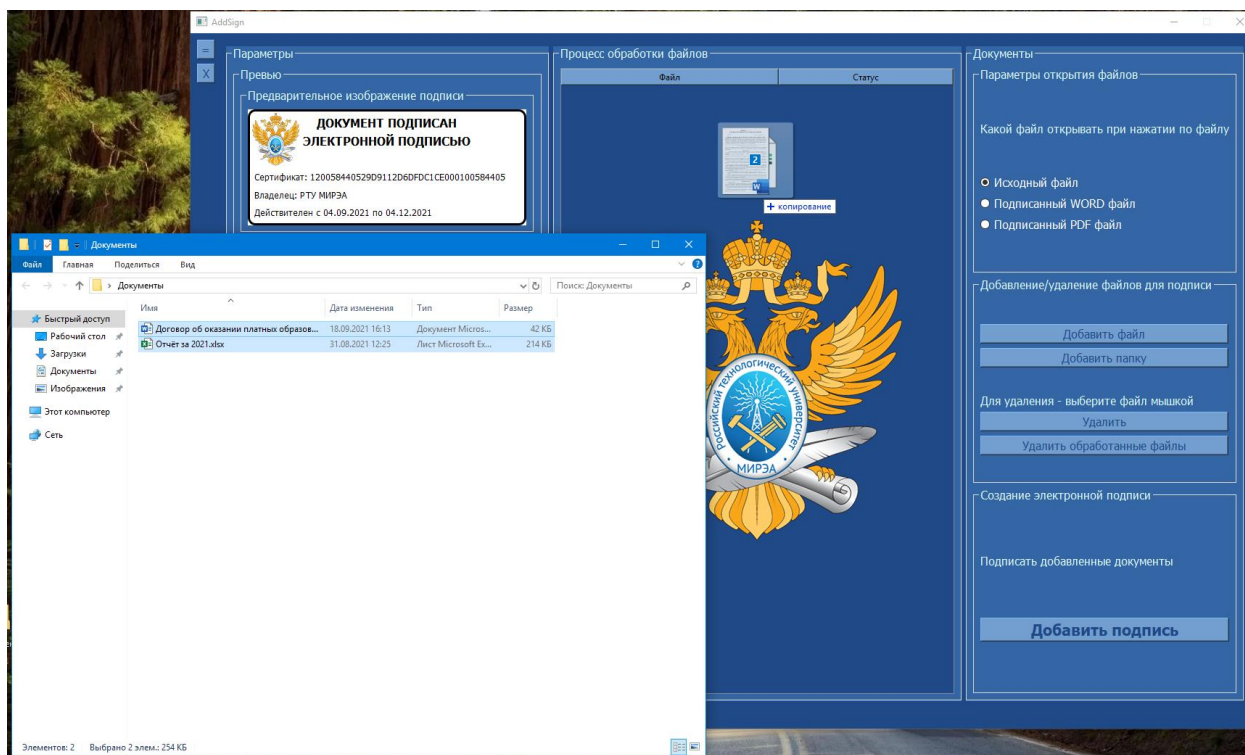 AddSign
=
X
Параметры
Превью
Предварительное изображение подписи
ДОКУМЕНТ ПОДПИСАН
ЭЛЕКТРОННОЙ ПОДПИСЬЮ
Сертификат: 120058440529D9112D6DFDC1CE000100584405
Владелец: РТУ МИРЭА
Действителен с 04.09.2021 по 04.12.2021
Процесс обработки файлов
Файл Статус
2
W
+ копирование
Российский технологический университет
МИРЭА
Документы
Параметры открытия файлов
Какой файл открывать при нажатии по файлу
Исходный файл
Подписанный WORD файл
Подписанный PDF файл
Добавление/удаление файлов для подписи
Добавить файл
Добавить папку
Для удаления - выберите файл мышкой
Удалить
Удалить обработанные файлы
Создание электронной подписи
Подписать добавленные документы
Добавить подпись
Документы
Файл Главная Поделиться Вид
Документы
Поиск: Документы
Имя Дата изменения Тип Размер
Договор об оказании платных образов... 18.09.2021 16:13 Документ Micros... 42 КБ
Отчёт за 2021.xlsx 31.08.2021 12:25 Лист Microsoft Ex... 214 КБ
Быстрый доступ
Рабочий стол
Загрузки
Документы
Изображения
Этот компьютер
Сеть
Элементов: 2 Выбрано 2 элем.: 254 КБ